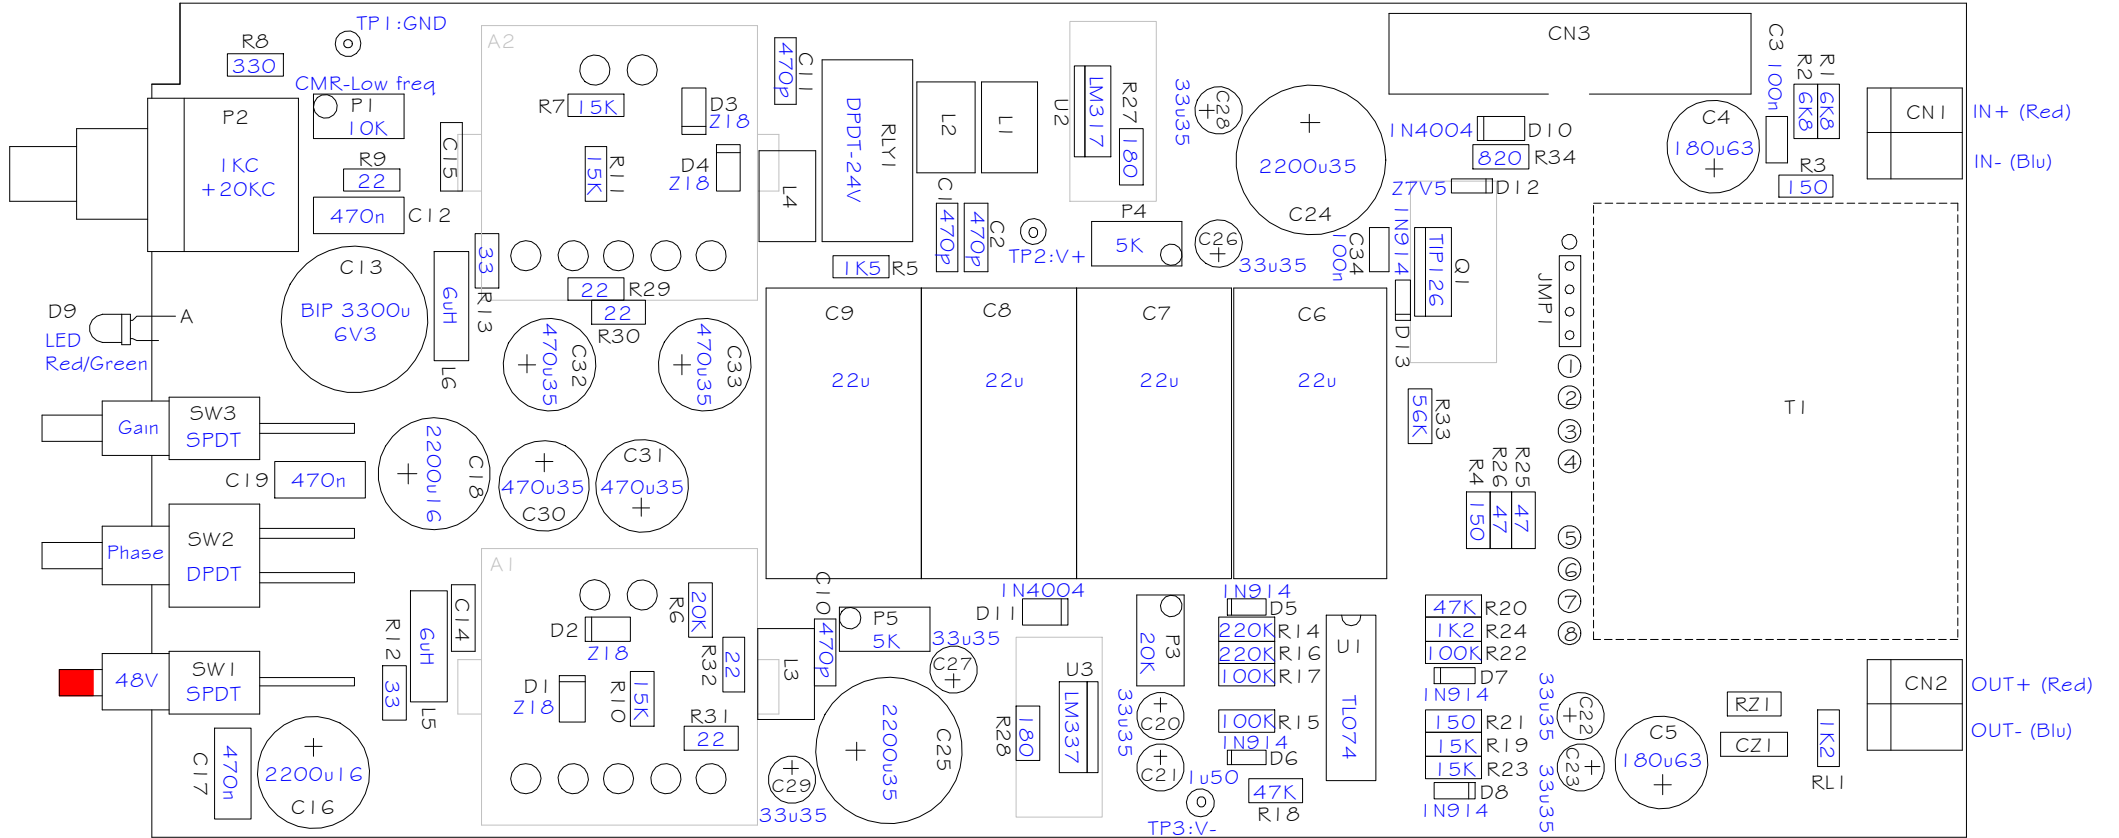 TP1:GND
R8
330
CMR-Low freq
P1
10K
P2
1KC
+20KC
R9
22
470n
C12
C15
A2
R7
15K
D3
Z18
R11
15K
D4
Z18
C11
470p
L4
DPDT-24V
RLY1
L2
L1
U2
LM317
R27
180
33u35
C28
2200u35
C24
CN3
1N4004
D10
820
R34
Z7V5
D12
C4
180u63
C3
100n
R2
6K8
R1
6K8
R3
150
CN1
IN+ (Red)
IN- (Blu)
C1
470p
C2
470p
TP2:V+
P4
5K
C26
33u35
C34
100n
1N914
TIP126
Q1
D13
JMP1
1K5
R5
C13
BIP 3300u
6V3
6uH
L6
33
R13
22
R29
22
R30
D9
A
LED
Red/Green
470u35
C32
470u35
C33
C9
22u
C8
22u
C7
22u
C6
22u
1
2
3
4
5
6
7
8
T1
56K
R33
R4
150
R26
47
R25
47
SW3
SPDT
Gain
C19
470n
2200u16
C18
470u35
C30
C31
470u35
SW2
DPDT
Phase
A1
C14
6uH
L5
R12
33
SW1
SPDT
48V
C17
470n
2200u16
C16
D2
Z18
R6
20K
R32
22
D1
Z18
R10
15K
R31
22
L3
C10
470p
P5
5K
33u35
C27
C29
33u35
2200u35
C25
1N4004
D11
U3
LM337
R28
180
P3
20K
33u35
C20
C21
1u50
TP3:V-
1N914
D5
220K R14
220K R16
100K R17
100K R15
1N914
D6
47K
R18
U1
TL074
47K R20
1K2 R24
100K R22
D7
1N914
150 R21
15K R19
15K R23
D8
1N914
33u35
C22
C23
33u35
C5
180u63
RZ1
CZ1
1K2
RL1
CN2
OUT+ (Red)
OUT- (Blu)